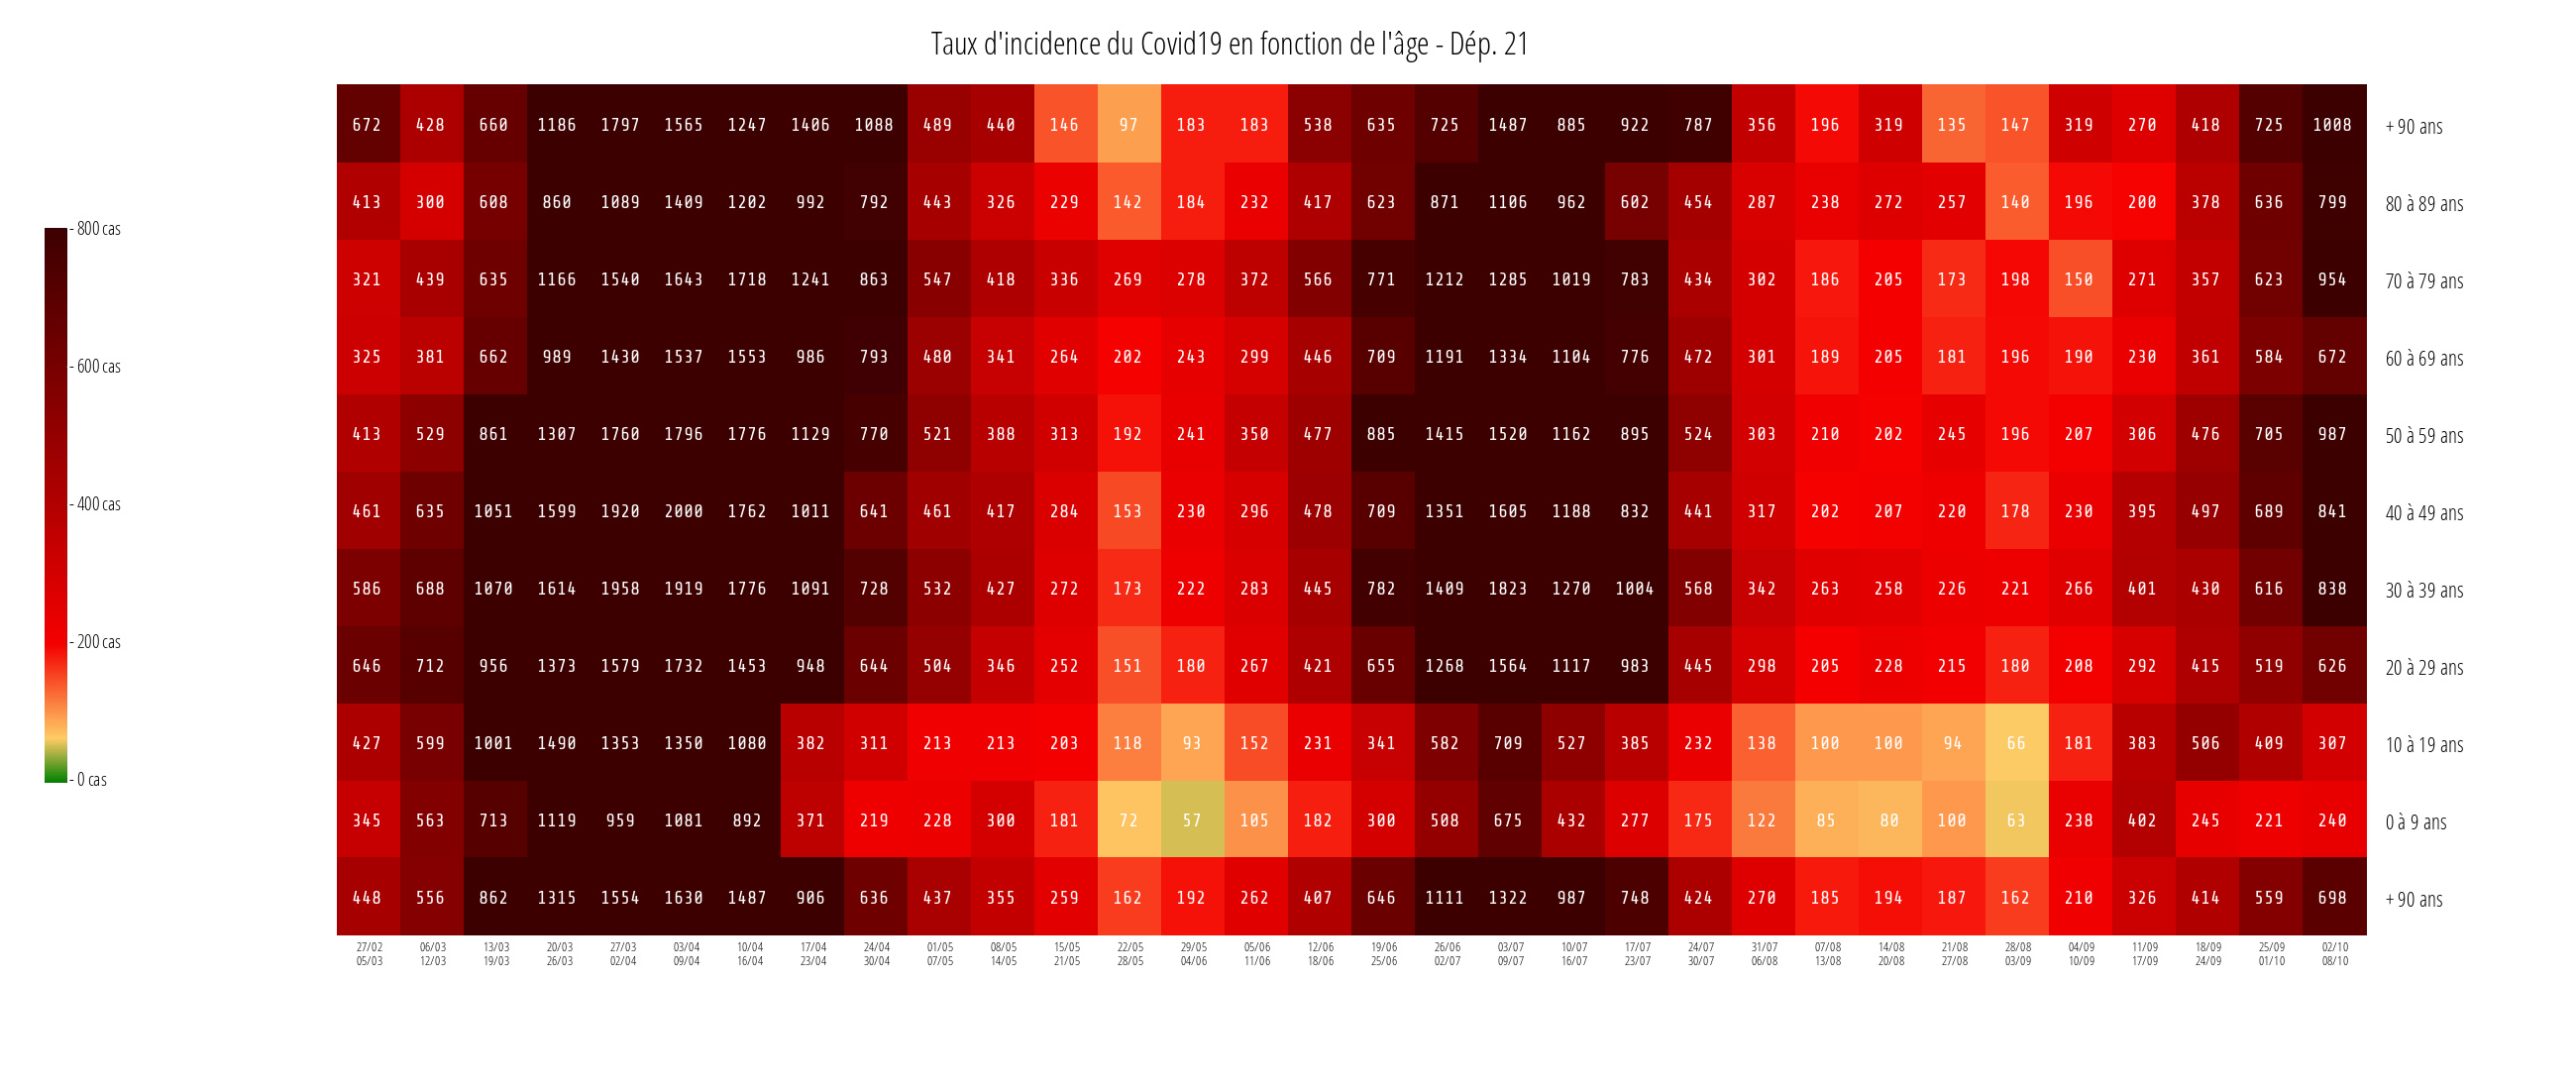 Taux d'incidence du Covid19 en fonction de l'âge - Dép. 21
- 800 cas
- 600 cas
- 400 cas
- 200 cas
- 0 cas
672 428 660 1186 1797 1565 1247 1406 1088 489 440 146 97 183 183 538 635 725 1487 885 922 787 356 196 319 135 147 319 270 418 725 1008 + 90 ans
413 300 608 860 1089 1409 1202 992 792 443 326 229 142 184 232 417 623 871 1106 962 602 454 287 238 272 257 140 196 200 378 636 799 80 à 89 ans
321 439 635 1166 1540 1643 1718 1241 863 547 418 336 269 278 372 566 771 1212 1285 1019 783 434 302 186 205 173 198 150 271 357 623 954 70 à 79 ans
325 381 662 989 1430 1537 1553 986 793 480 341 264 202 243 299 446 709 1191 1334 1104 776 472 301 189 205 181 196 190 230 361 584 672 60 à 69 ans
413 529 861 1307 1760 1796 1776 1129 770 521 388 313 192 241 350 477 885 1415 1520 1162 895 524 303 210 202 245 196 207 306 476 705 987 50 à 59 ans
461 635 1051 1599 1920 2000 1762 1011 641 461 417 284 153 230 296 478 709 1351 1605 1188 832 441 317 202 207 220 178 230 395 497 689 841 40 à 49 ans
586 688 1070 1614 1958 1919 1776 1091 728 532 427 272 173 222 283 445 782 1409 1823 1270 1004 568 342 263 258 226 221 266 401 430 616 838 30 à 39 ans
646 712 956 1373 1579 1732 1453 948 644 504 346 252 151 180 267 421 655 1268 1564 1117 983 445 298 205 228 215 180 208 292 415 519 626 20 à 29 ans
427 599 1001 1490 1353 1350 1080 382 311 213 213 203 118 93 152 231 341 582 709 527 385 232 138 100 100 94 66 181 383 506 409 307 10 à 19 ans
345 563 713 1119 959 1081 892 371 219 228 300 181 72 57 105 182 300 508 675 432 277 175 122 85 80 100 63 238 402 245 221 240 0 à 9 ans
448 556 862 1315 1554 1630 1487 906 636 437 355 259 162 192 262 407 646 1111 1322 987 748 424 270 185 194 187 162 210 326 414 559 698 + 90 ans
27/02 06/03 13/03 20/03 27/03 03/04 10/04 17/04 24/04 01/05 08/05 15/05 22/05 29/05 05/06 12/06 19/06 26/06 03/07 10/07 17/07 24/07 31/07 07/08 14/08 21/08 28/08 04/09 11/09 18/09 25/09 02/10
05/03 12/03 19/03 26/03 02/04 09/04 16/04 23/04 30/04 07/05 14/05 21/05 28/05 04/06 11/06 18/06 25/06 02/07 09/07 16/07 23/07 30/07 06/08 13/08 20/08 27/08 03/09 10/09 17/09 24/09 01/10 08/10